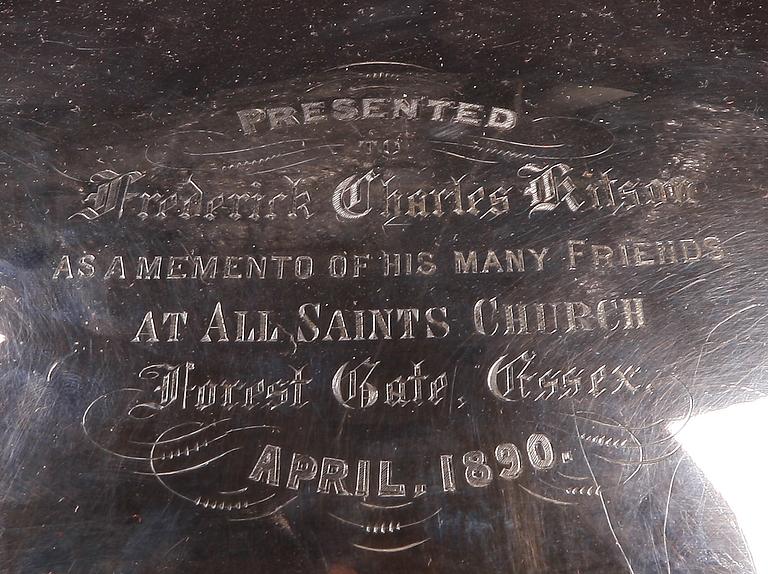 PRESENTED
TO
Frederick Charles Kitson
AS A MEMENTO OF HIS MANY FRIENDS
AT ALL SAINTS CHURCH
Forest Gate, Essex.
APRIL, 1890.